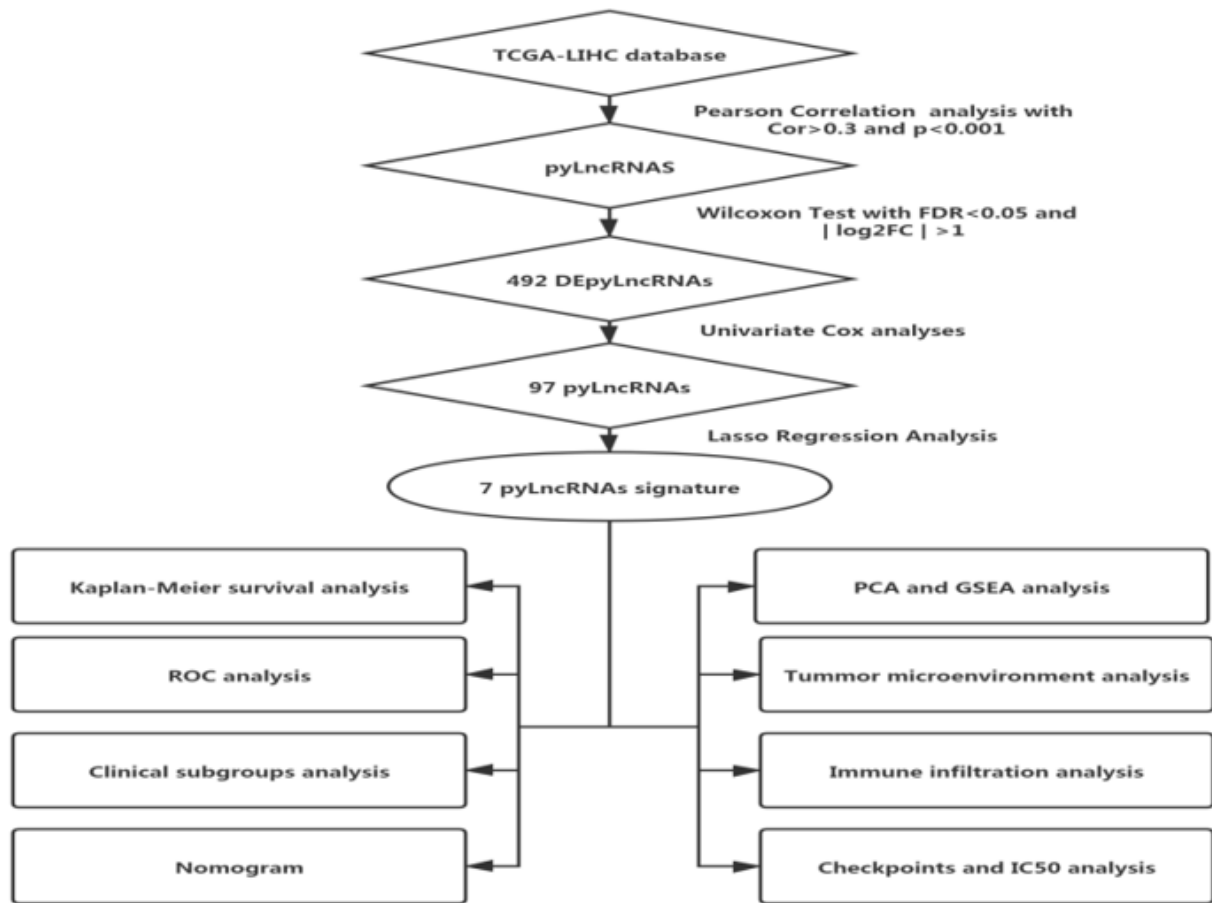 TCGA-LIHC database
Pearson Correlation analysis with
Cor>0.3 and p<0.001
pyLncRNAS
Wilcoxon Test with FDR<0.05 and
| log2FC | >1
492 DEpyLncRNAs
Univariate Cox analyses
97 pyLncRNAs
Lasso Regression Analysis
7 pyLncRNAs signature
Kaplan-Meier survival analysis
ROC analysis
Clinical subgroups analysis
Nomogram
PCA and GSEA analysis
Tummor microenvironment analysis
Immune infiltration analysis
Checkpoints and IC50 analysis